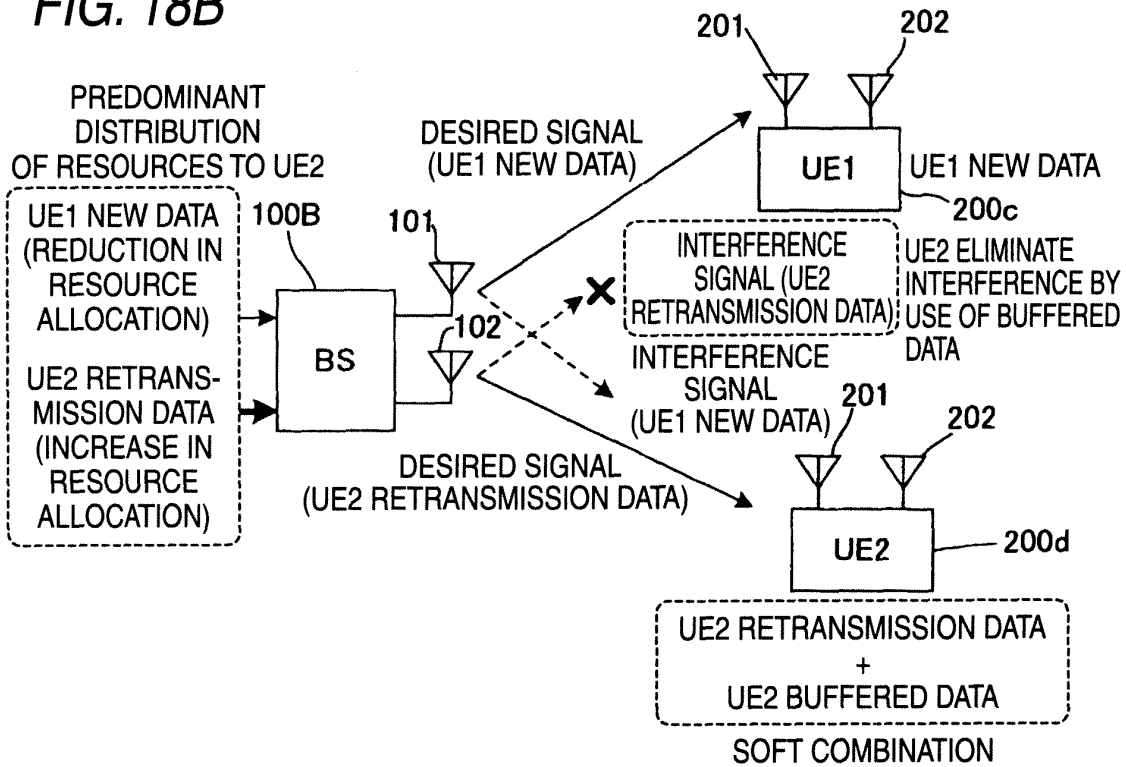 FIG. 18B
PREDOMINANT
DISTRIBUTION
OF RESOURCES TO UE2
UE1 NEW DATA
(REDUCTION IN
RESOURCE
ALLOCATION)
UE2 RETRANS-
MISSION DATA
(INCREASE IN
RESOURCE
ALLOCATION)
100B
BS
101
102
DESIRED SIGNAL
(UE1 NEW DATA)
201
202
UE1
UE1 NEW DATA
200c
INTERFERENCE
SIGNAL (UE2
RETRANSMISSION DATA)
UE2 ELIMINATE
INTERFERENCE BY
USE OF BUFFERED
DATA
INTERFERENCE
SIGNAL
(UE1 NEW DATA)
DESIRED SIGNAL
(UE2 RETRANSMISSION DATA)
201
202
UE2
200d
UE2 RETRANSMISSION DATA
+
UE2 BUFFERED DATA
SOFT COMBINATION